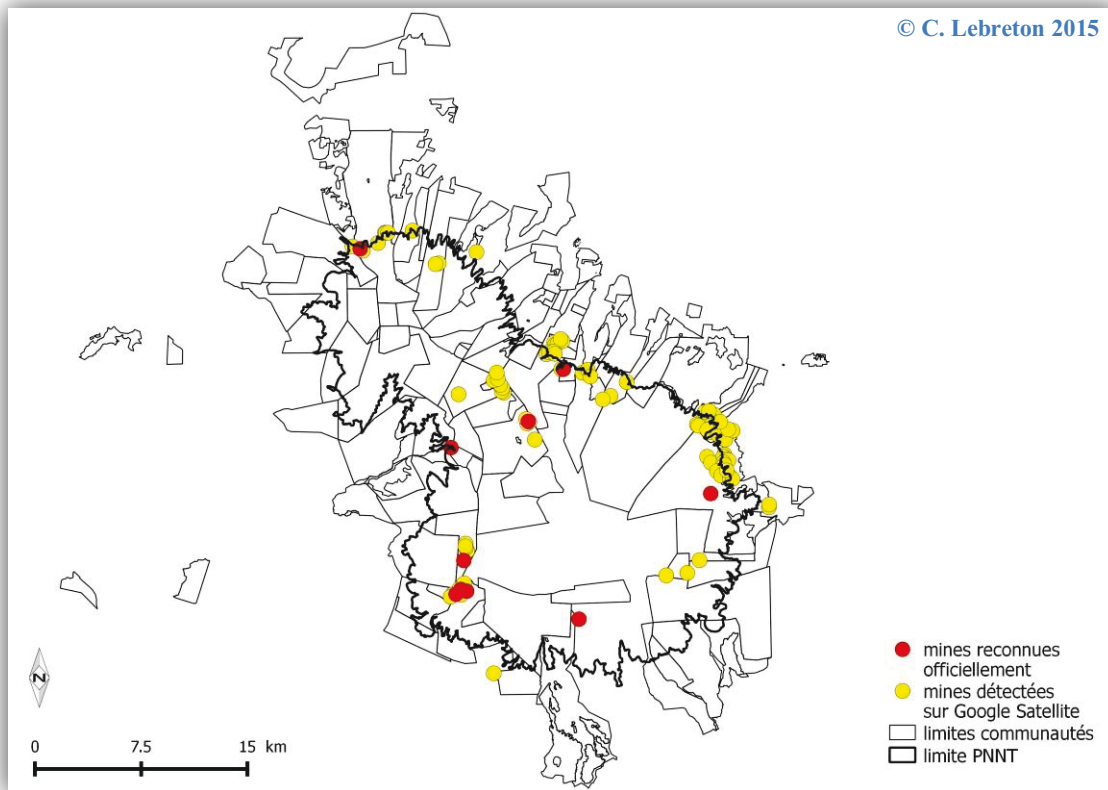 © C. Lebreton 2015
mines reconnues
officiellement
mines détectées
sur Google Satellite
limites communautés
limite PNNT
N
0 7.5 15 km